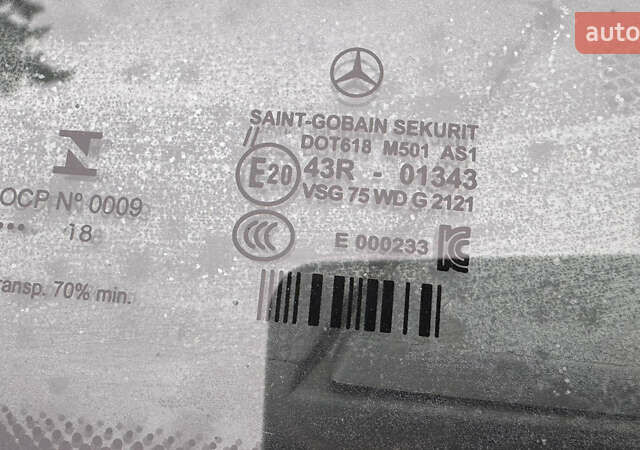 auto
SAINT-GOBAIN SEKURIT
DOT618 M501 AS1
//
E20
43R - 01343
VSG 75 WD G 2121
CCC
E 000233
OCP Nº 0009
••• 18
ransp. 70% min.